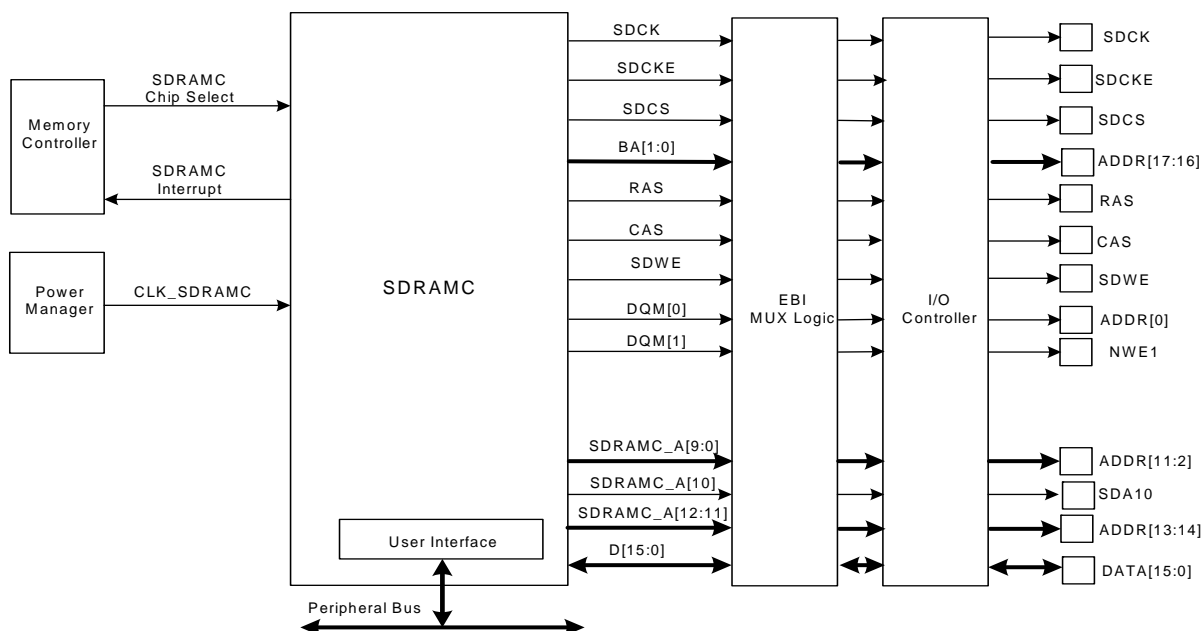 SDCK
SDCK
SDRAMC
Chip Select
SDCKE
SDCKE
SDCS
SDCS
Memory
Controller
BA[1:0]
ADDR[17:16]
SDRAMC
Interrupt
RAS
RAS
CAS
CAS
SDWE
SDWE
Power
Manager
CLK_SDRAMC
SDRAMC
DQM[0]
EBI
MUX Logic
I/O
Controller
ADDR[0]
DQM[1]
NWE1
SDRAMC_A[9:0]
ADDR[11:2]
SDRAMC_A[10]
SDA10
SDRAMC_A[12:11]
ADDR[13:14]
User Interface
D[15:0]
DATA[15:0]
Peripheral Bus